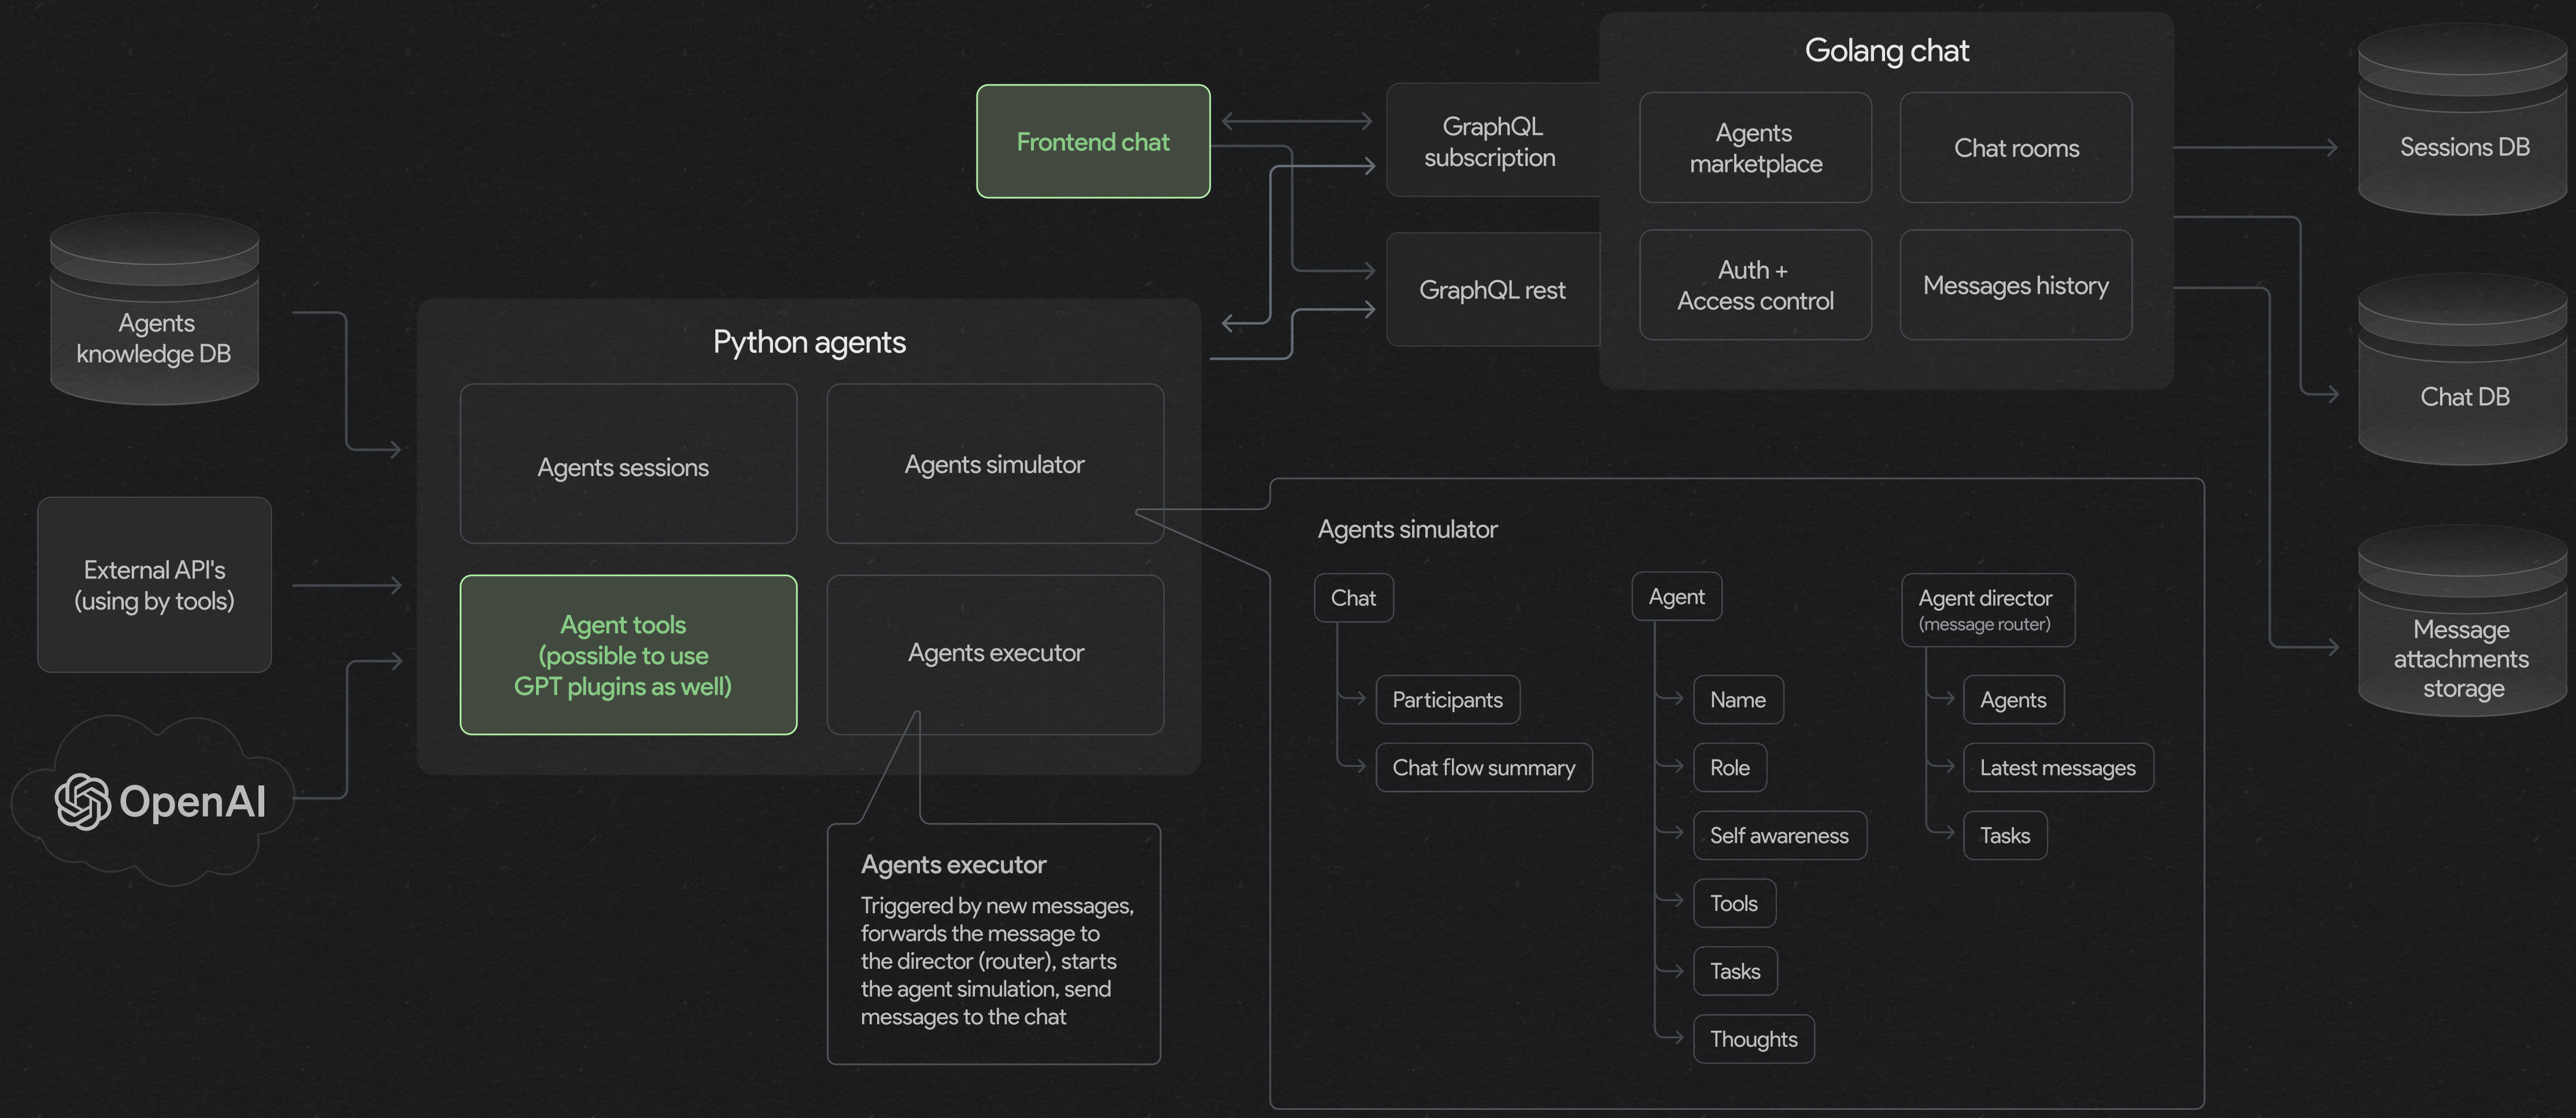 Golang chat
Frontend chat
GraphQL
subscription
Agents
marketplace
Chat rooms
Sessions DB
GraphQL rest
Auth +
Access control
Messages history
Agents
knowledge DB
Python agents
Chat DB
Agents sessions
Agents simulator
External API's
(using by tools)
Agent tools
(possible to use
GPT plugins as well)
Agents executor
OpenAI
Message
attachments
storage
Agents simulator
Chat
Participants
Chat flow summary
Agent
Name
Role
Self awareness
Tools
Tasks
Thoughts
Agent director
(message router)
Agents
Latest messages
Tasks
Agents executor
Triggered by new messages,
forwards the message to
the director (router), starts
the agent simulation, send
messages to the chat